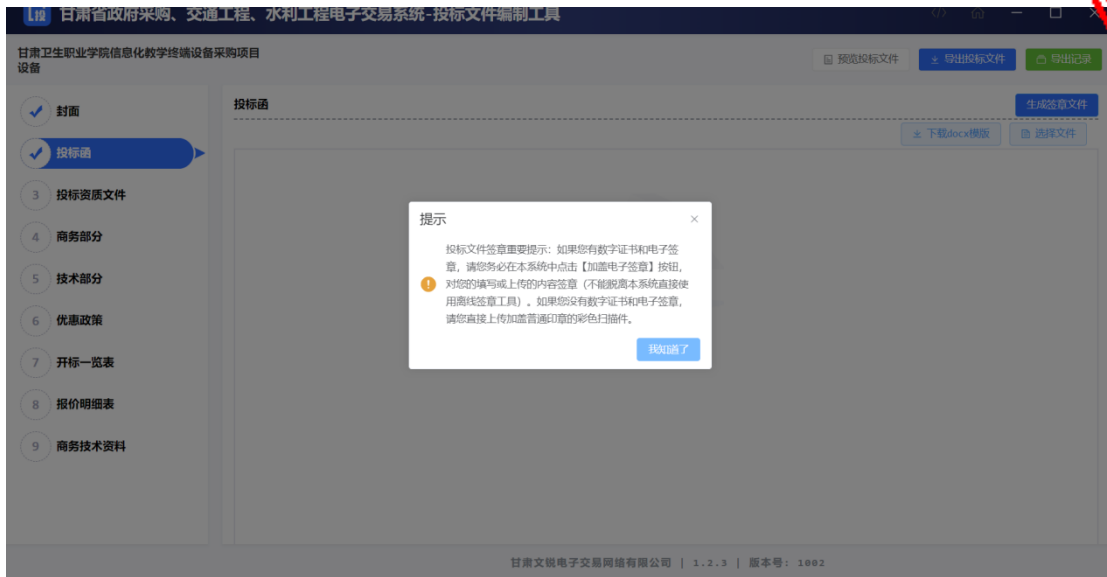 投
甘肃省政府采购、交通工程、水利工程电子交易系统-投标文件编制工具
甘肃卫生职业学院信息化教学终端设备采购项目
设备
预览投标文件
导出投标文件
导出记录
封面
投标函
3 投标资质文件
4 商务部分
5 技术部分
6 优惠政策
7 开标一览表
8 报价明细表
9 商务技术资料
投标函
生成签章文件
下载docx模版
选择文件
提示
投标文件签章重要提示：如果您有数字证书和电子签
章，请您务必在本系统中点击【加盖电子签章】按钮，
对您的填写或上传的内容签章（不能脱离本系统直接使
用离线签章工具）。如果您没有数字证书和电子签章，
请您直接上传加盖普通印章的彩色扫描件。
我知道了
甘肃文锐电子交易网络有限公司 | 1.2.3 | 版本号: 1002